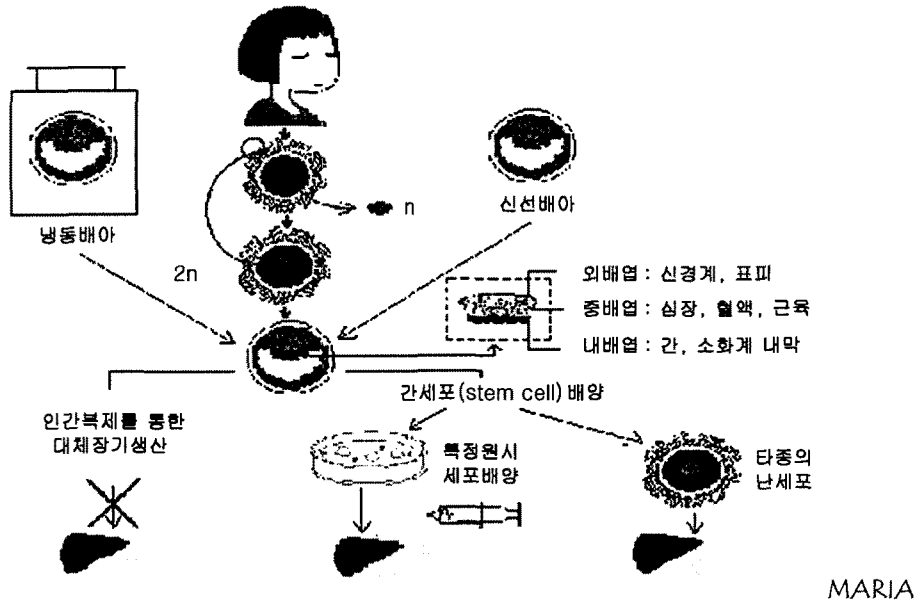 n
신선배아
냉동배아
2n
외배엽 : 신경계, 표피
중배엽 : 심장, 혈액, 근육
내배엽 : 간, 소화계 내막
간세포(stem cell) 배양
인간복제를 통한
대체장기생산
특정원시
세포배양
타종의
난세포
MARIA